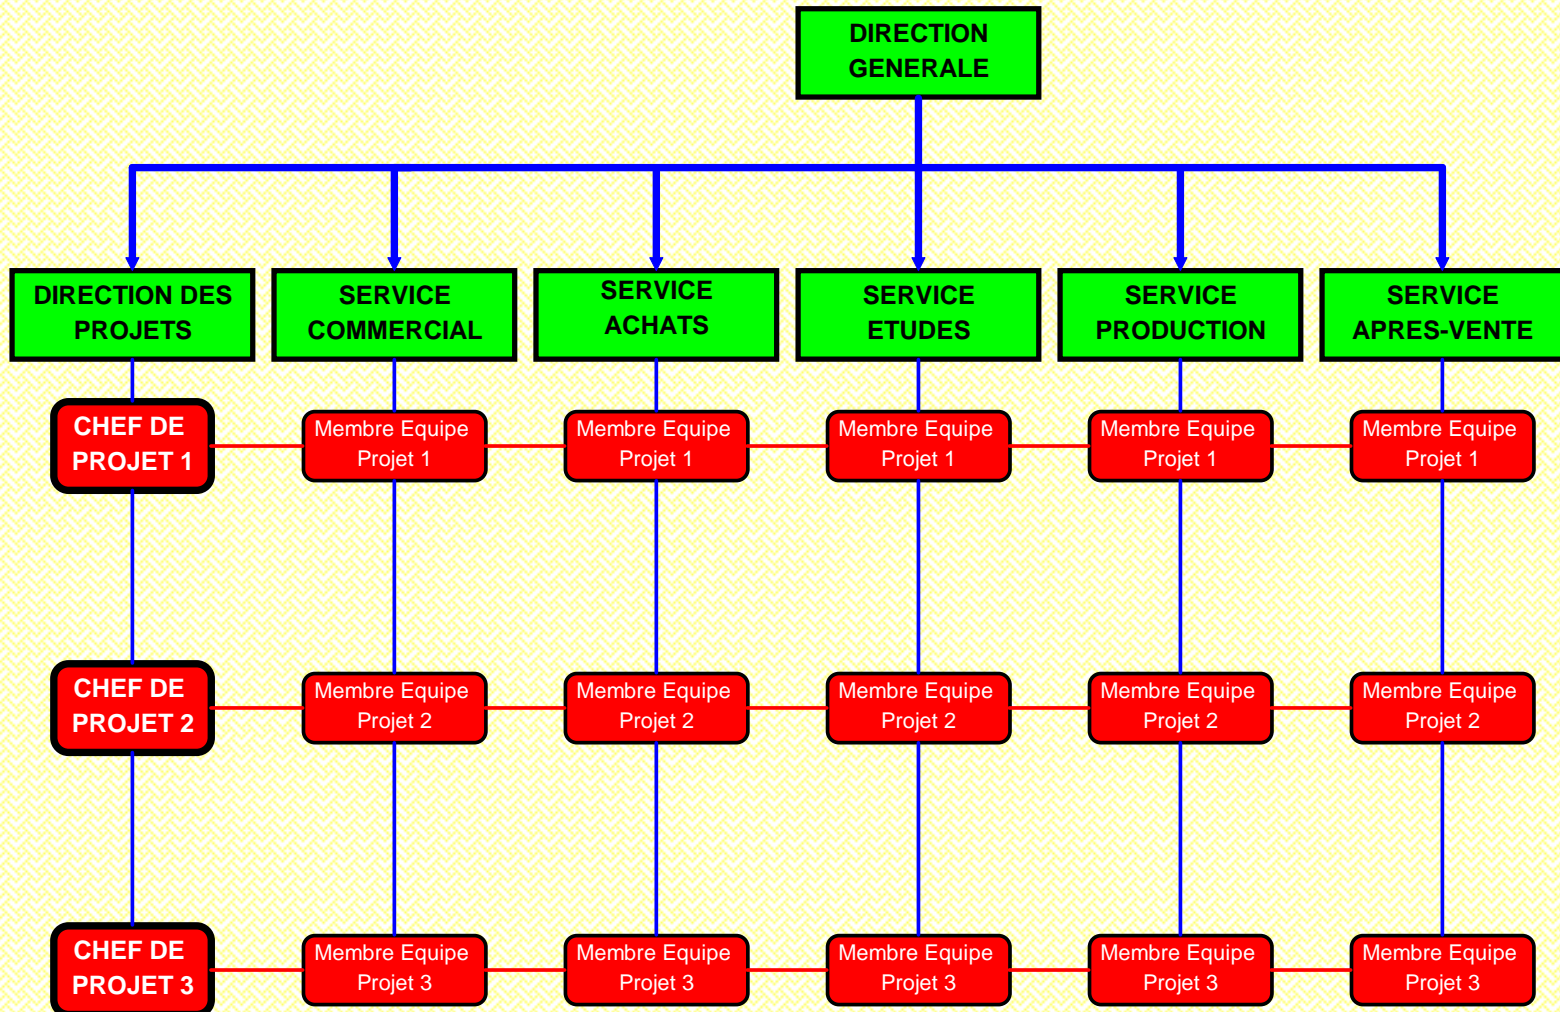 DIRECTION
GENERALE
DIRECTION DES
PROJETS
SERVICE
COMMERCIAL
SERVICE
ACHATS
SERVICE
ETUDES
SERVICE
PRODUCTION
SERVICE
APRES-VENTE
CHEF DE
PROJET 1
Membre Equipe
Projet 1
Membre Equipe
Projet 1
Membre Equipe
Projet 1
Membre Equipe
Projet 1
Membre Equipe
Projet 1
CHEF DE
PROJET 2
Membre Equipe
Projet 2
Membre Equipe
Projet 2
Membre Equipe
Projet 2
Membre Equipe
Projet 2
Membre Equipe
Projet 2
CHEF DE
PROJET 3
Membre Equipe
Projet 3
Membre Equipe
Projet 3
Membre Equipe
Projet 3
Membre Equipe
Projet 3
Membre Equipe
Projet 3